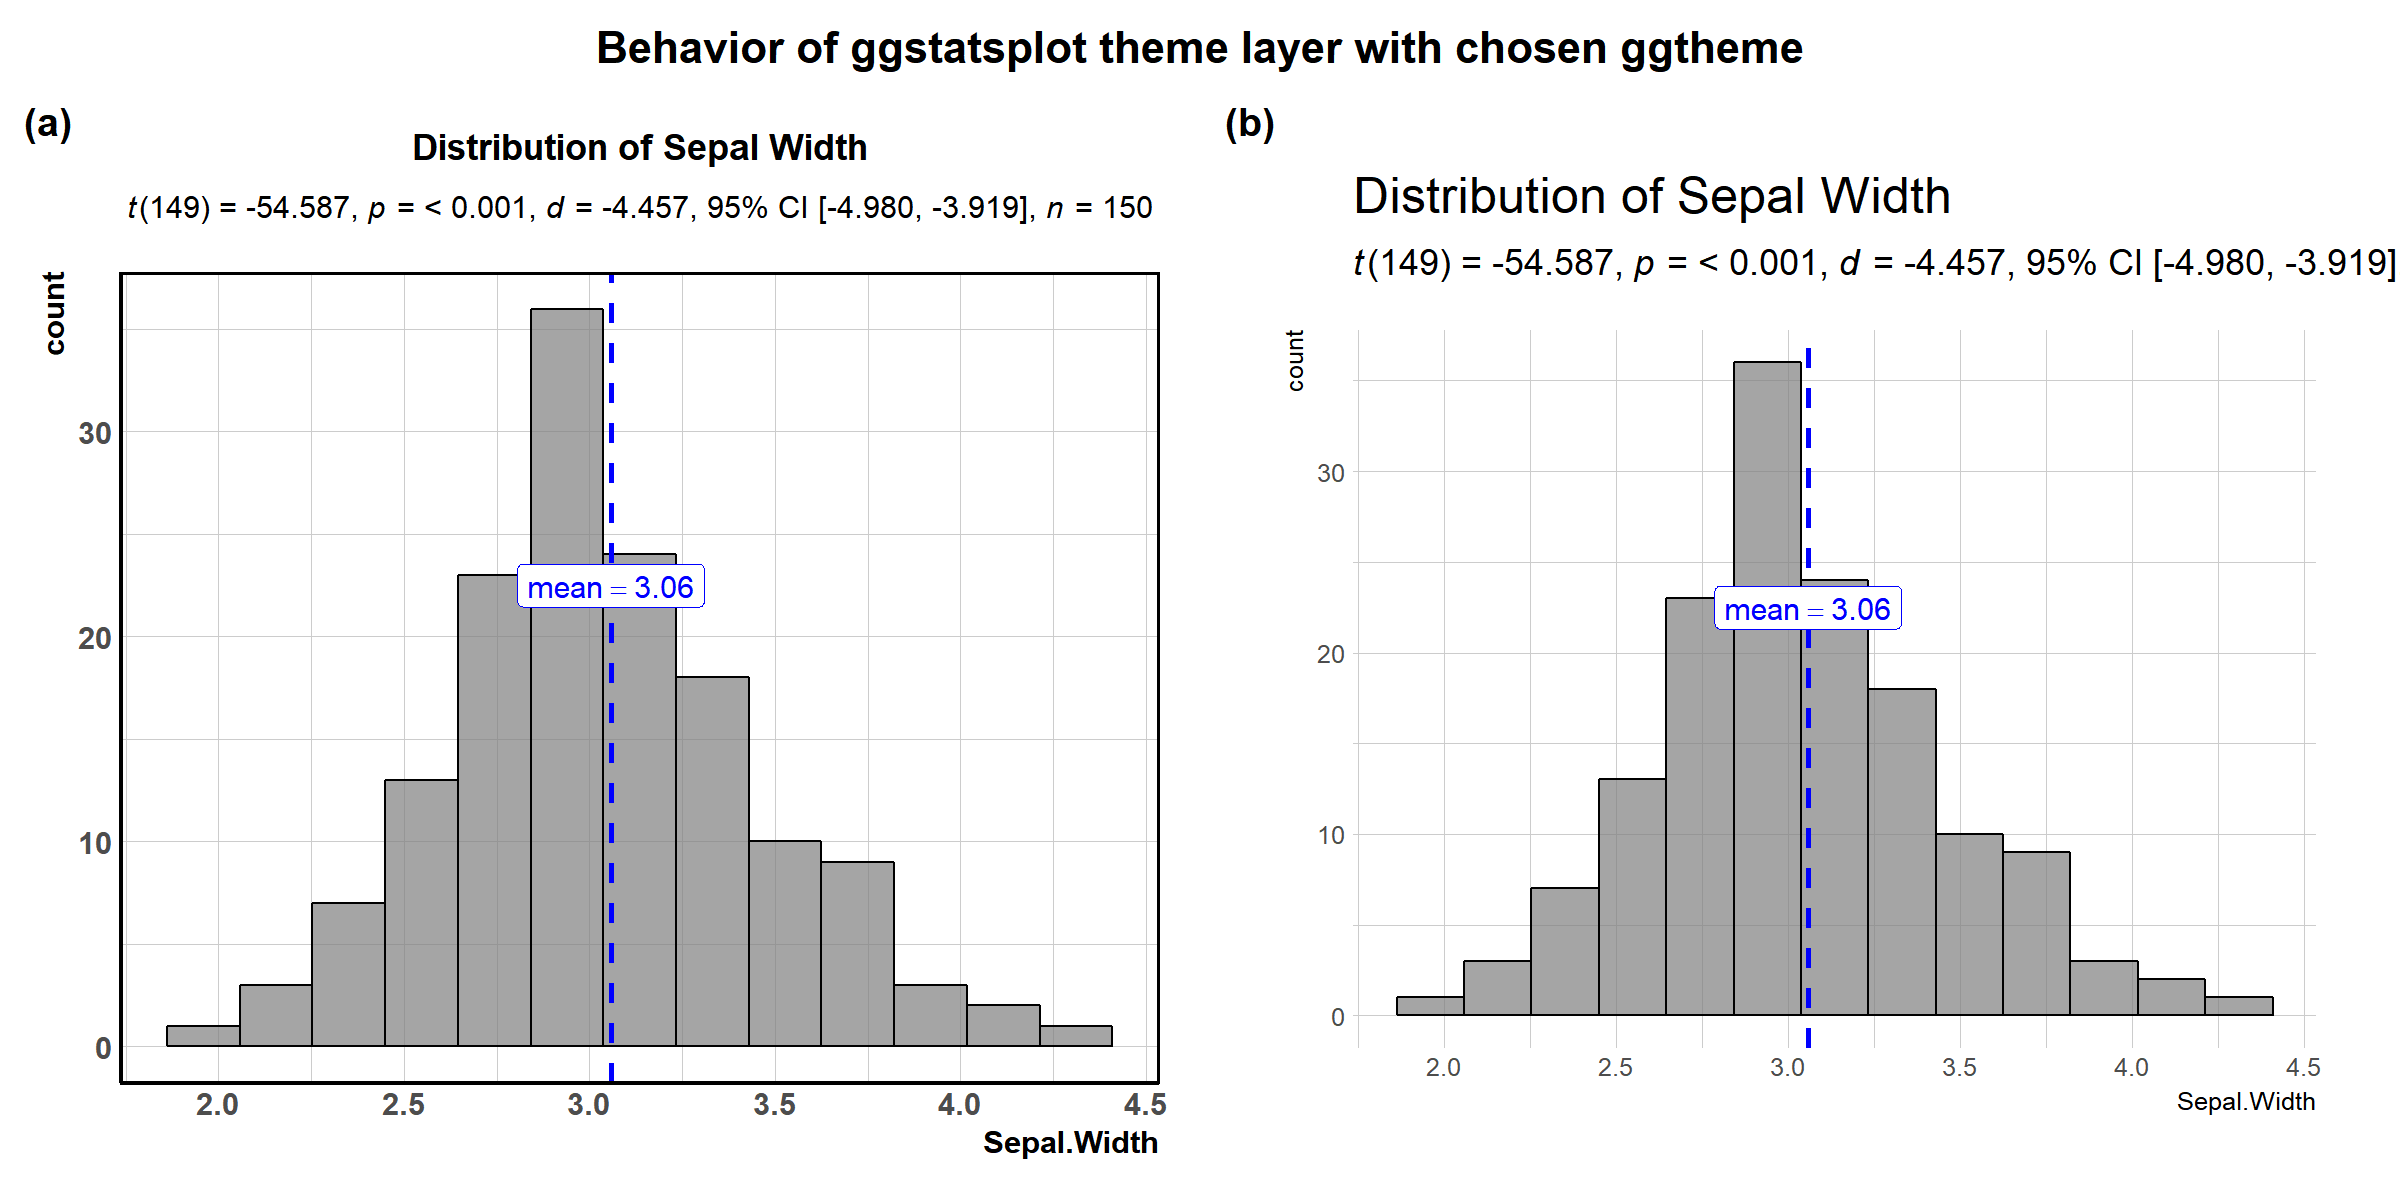 Behavior of ggstatsplot theme layer with chosen ggtheme
(a)
Distribution of Sepal Width
t(149) = -54.587, p = < 0.001, d = -4.457, 95% CI [-4.980, -3.919], n = 150
count
30
20
10
0
mean = 3.06
2.0 2.5 3.0 3.5 4.0 4.5
Sepal.Width
(b)
Distribution of Sepal Width
t(149) = -54.587, p = < 0.001, d = -4.457, 95% CI [-4.980, -3.919]
count
30
20
10
0
mean = 3.06
2.0 2.5 3.0 3.5 4.0 4.5
Sepal.Width